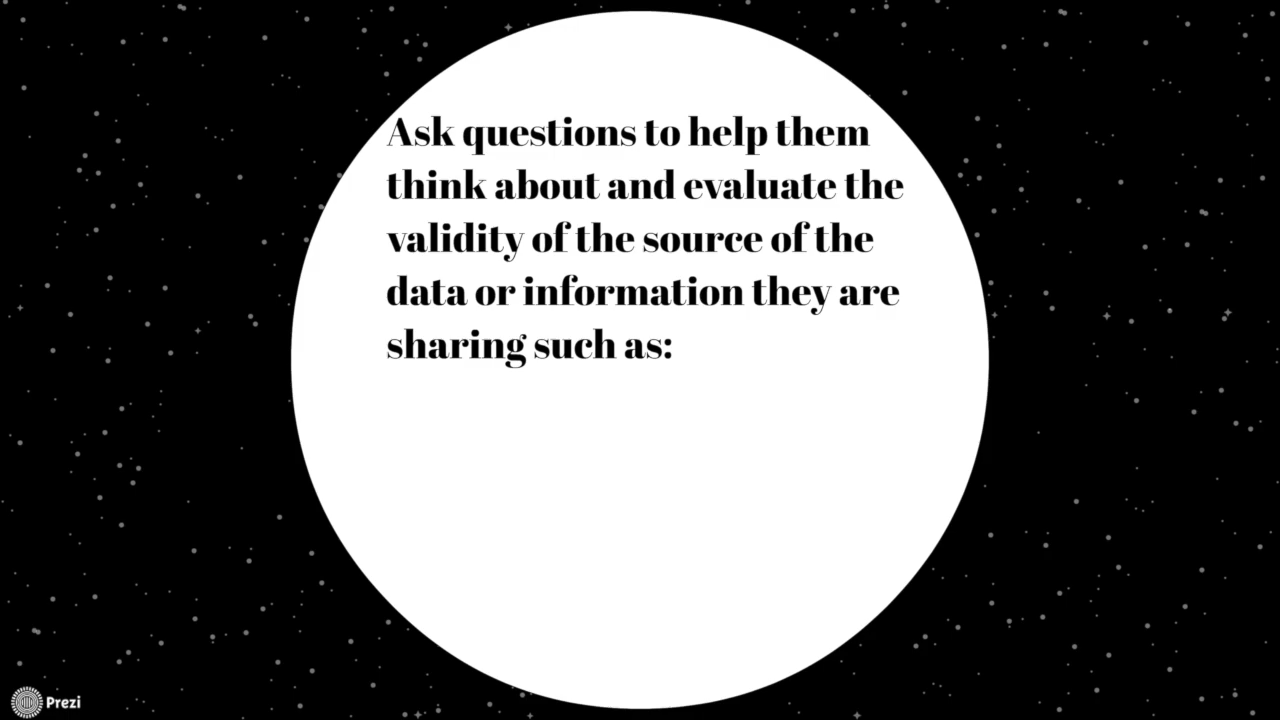 Ask questions to help them
think about and evaluate the
validity of the source of the
data or information they are
sharing such as:
Prezi